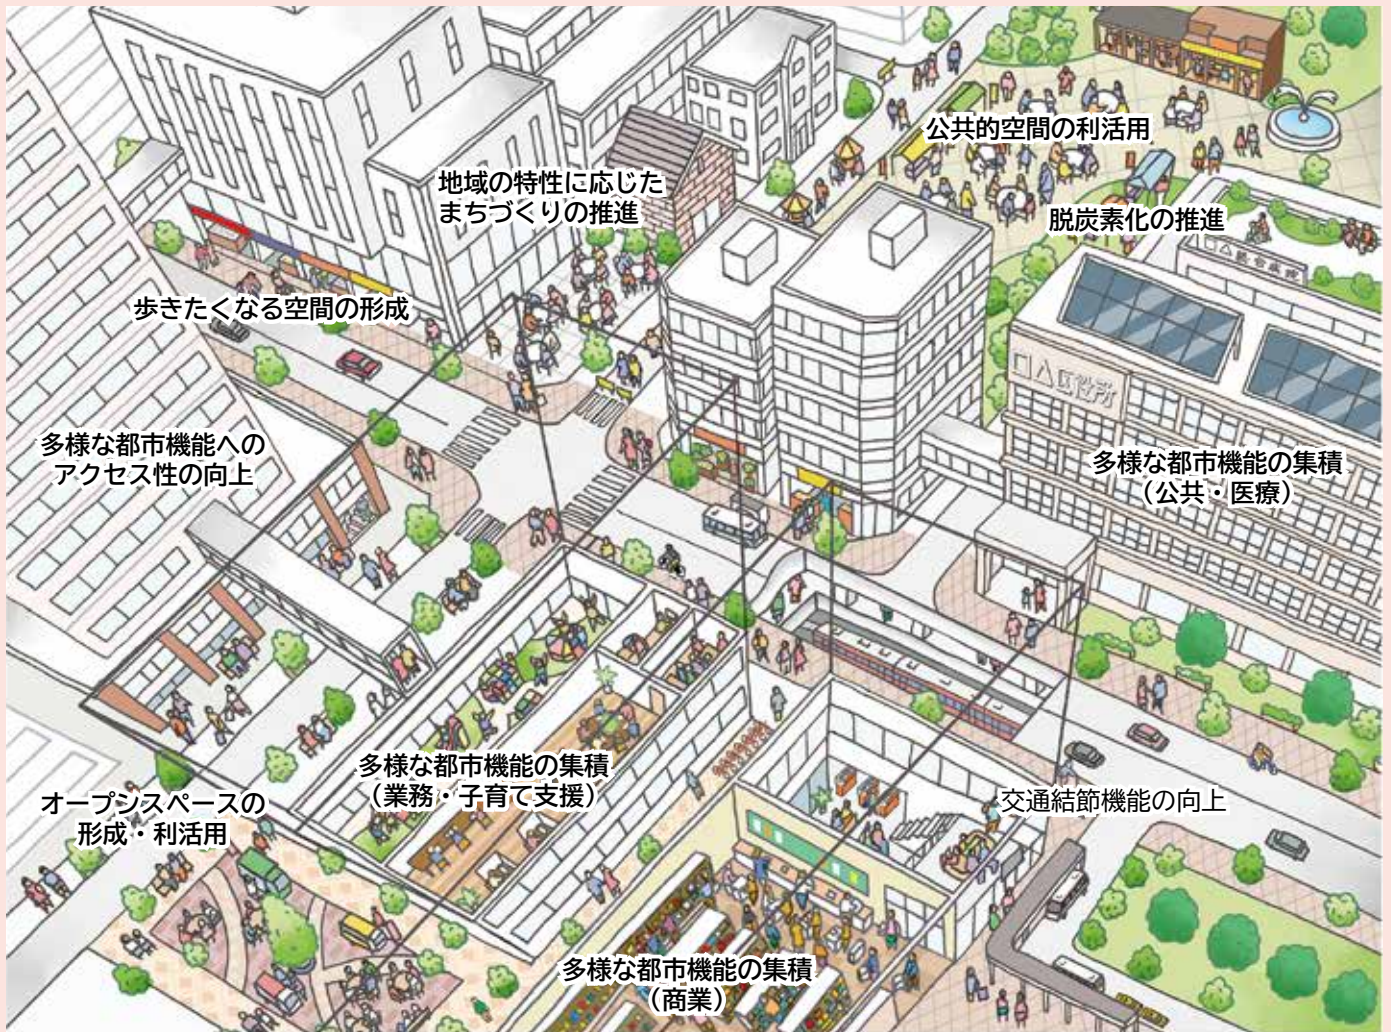 公共的空間の利活用
地域の特性に応じた
まちづくりの推進
脱炭素化の推進
歩きたくなる空間の形成
□△区役所
多様な都市機能への
アクセス性の向上
多様な都市機能の集積
（公共・医療）
多様な都市機能の集積
（業務・子育て支援）
オープンスペースの
形成・利活用
交通結節機能の向上
多様な都市機能の集積
（商業）